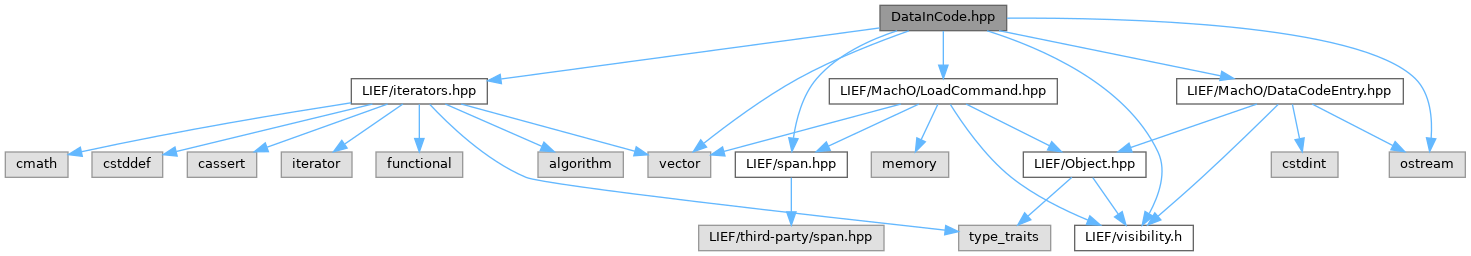 DataInCode.hpp
LIEF/iterators.hpp
LIEF/MachO/LoadCommand.hpp
LIEF/MachO/DataCodeEntry.hpp
cmath
cstddef
cassert
iterator
functional
algorithm
vector
LIEF/span.hpp
memory
LIEF/Object.hpp
cstdint
ostream
LIEF/third-party/span.hpp
type_traits
LIEF/visibility.h